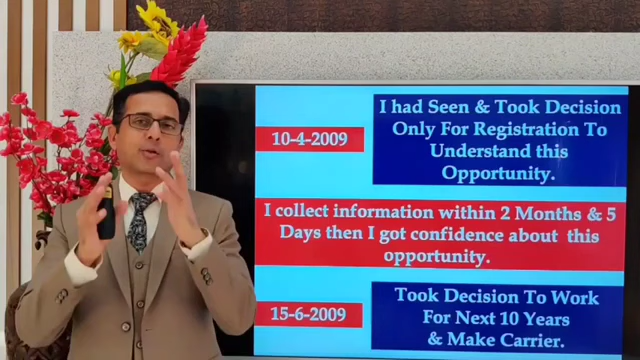 10-4-2009
I had Seen & Took Decision
Only For Registration To
Understand this
Opportunity.
I collect information within 2 Months & 5
Days then I got confidence about this
opportunity.
15-6-2009
Took Decision To Work
For Next 10 Years
& Make Carrier.